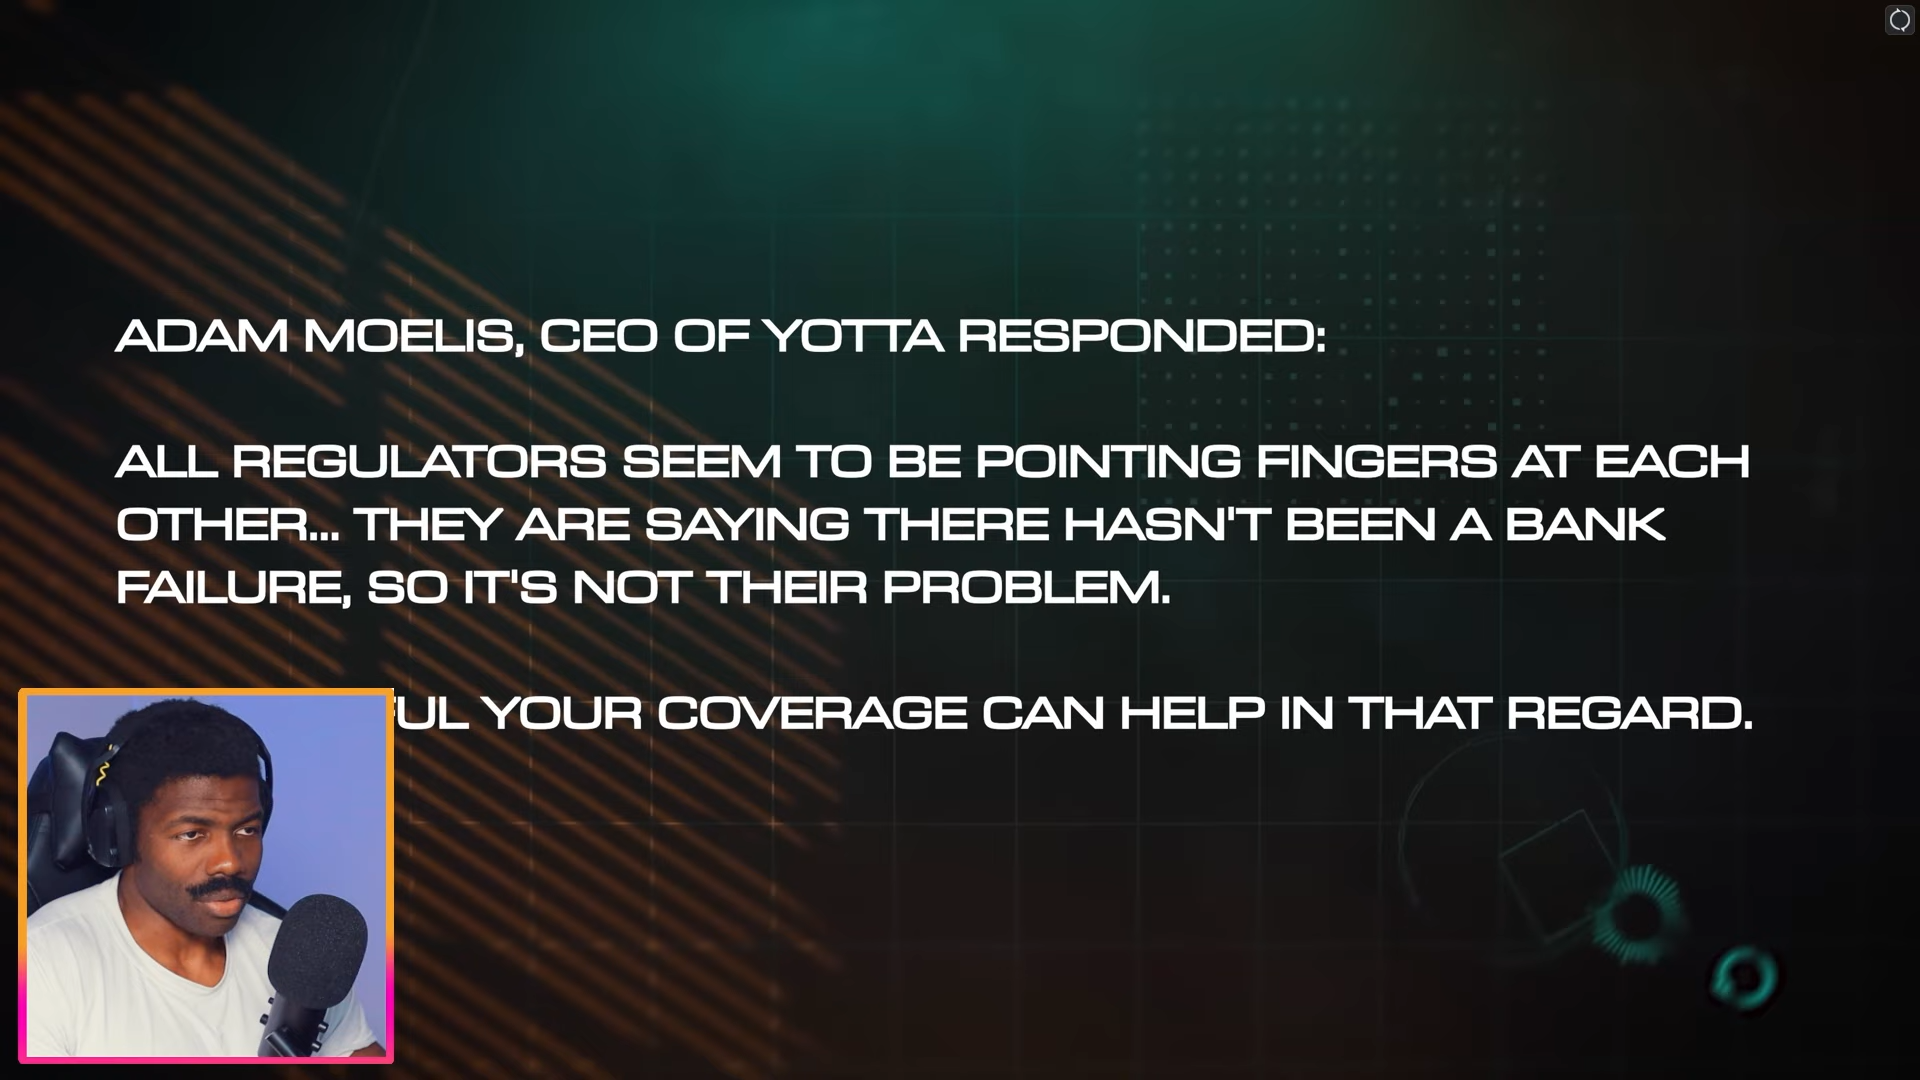 ADAM MOELIS, CEO OF YOTTA RESPONDED:
ALL REGULATORS SEEM TO BE POINTING FINGERS AT EACH
OTHER... THEY ARE SAYING THERE HASN'T BEEN A BANK
FAILURE, SO IT'S NOT THEIR PROBLEM.
YOUR COVERAGE CAN HELP IN THAT REGARD.